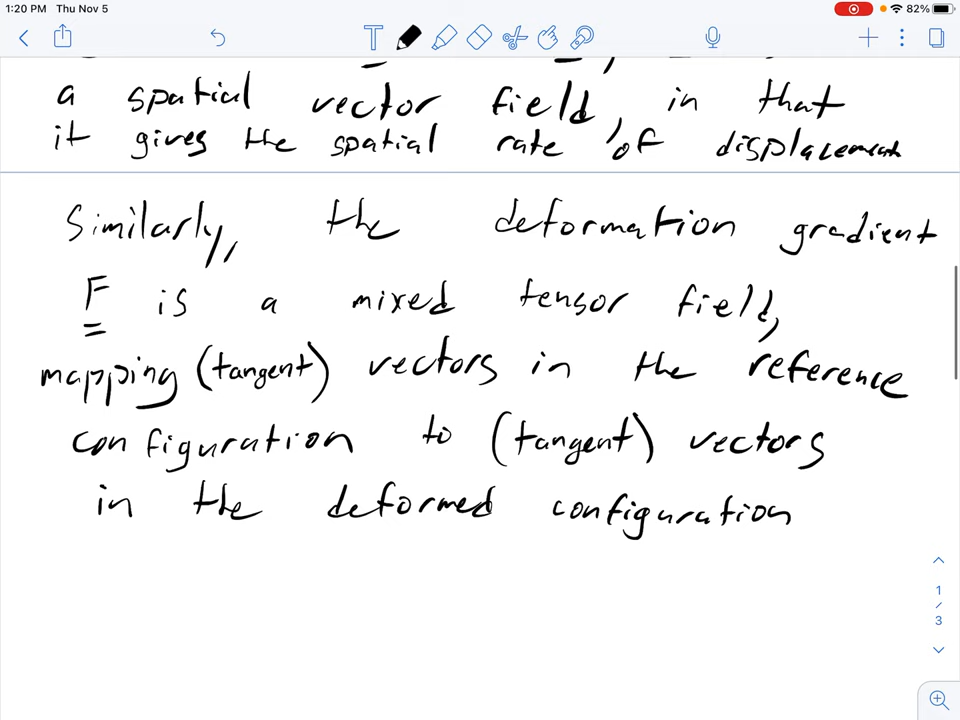 1:20 PM Thu Nov 5
82%
a spatial vector field, in that
it gives the spatial rate of displacement
Similarly, the deformation gradient
F is a mixed tensor field,
mapping (tangent) vectors in the reference
configuration to (tangent) vectors
in the deformed configuration
1
/
3